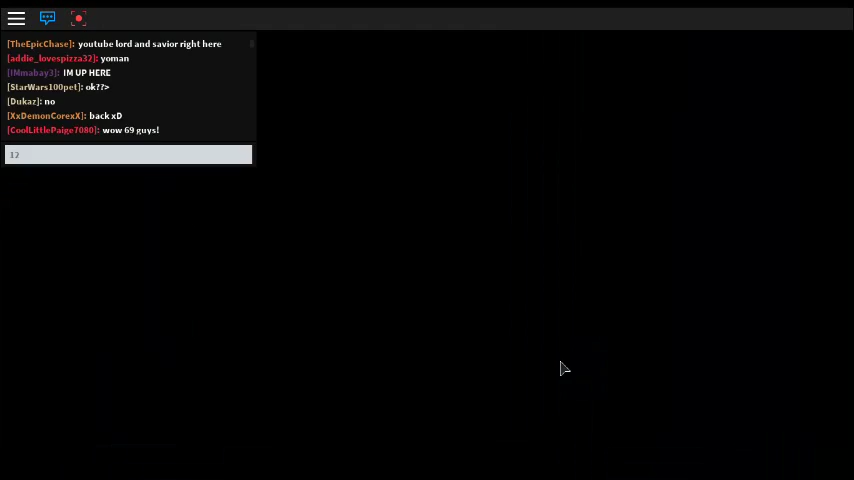 [TheEpicChase]: youtube lord and savior right here
[addie_lovespizza32]: yoman
[IMmabay3]: IM UP HERE
[StarWars100pet]: ok??>
[Dukaz]: no
[XxDemonCorexX]: back xD
[CoolLittlePaige7080]: wow 69 guys!
12